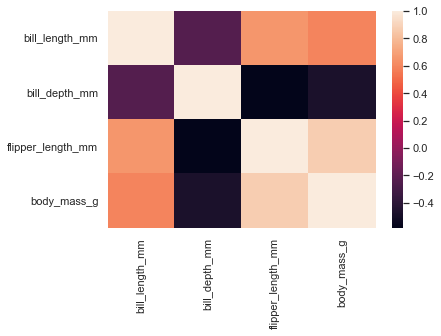 bill_length_mm
bill_depth_mm
flipper_length_mm
body_mass_g
bill_length_mm
bill_depth_mm
flipper_length_mm
body_mass_g
1.0
0.8
0.6
0.4
0.2
0.0
−0.2
−0.4